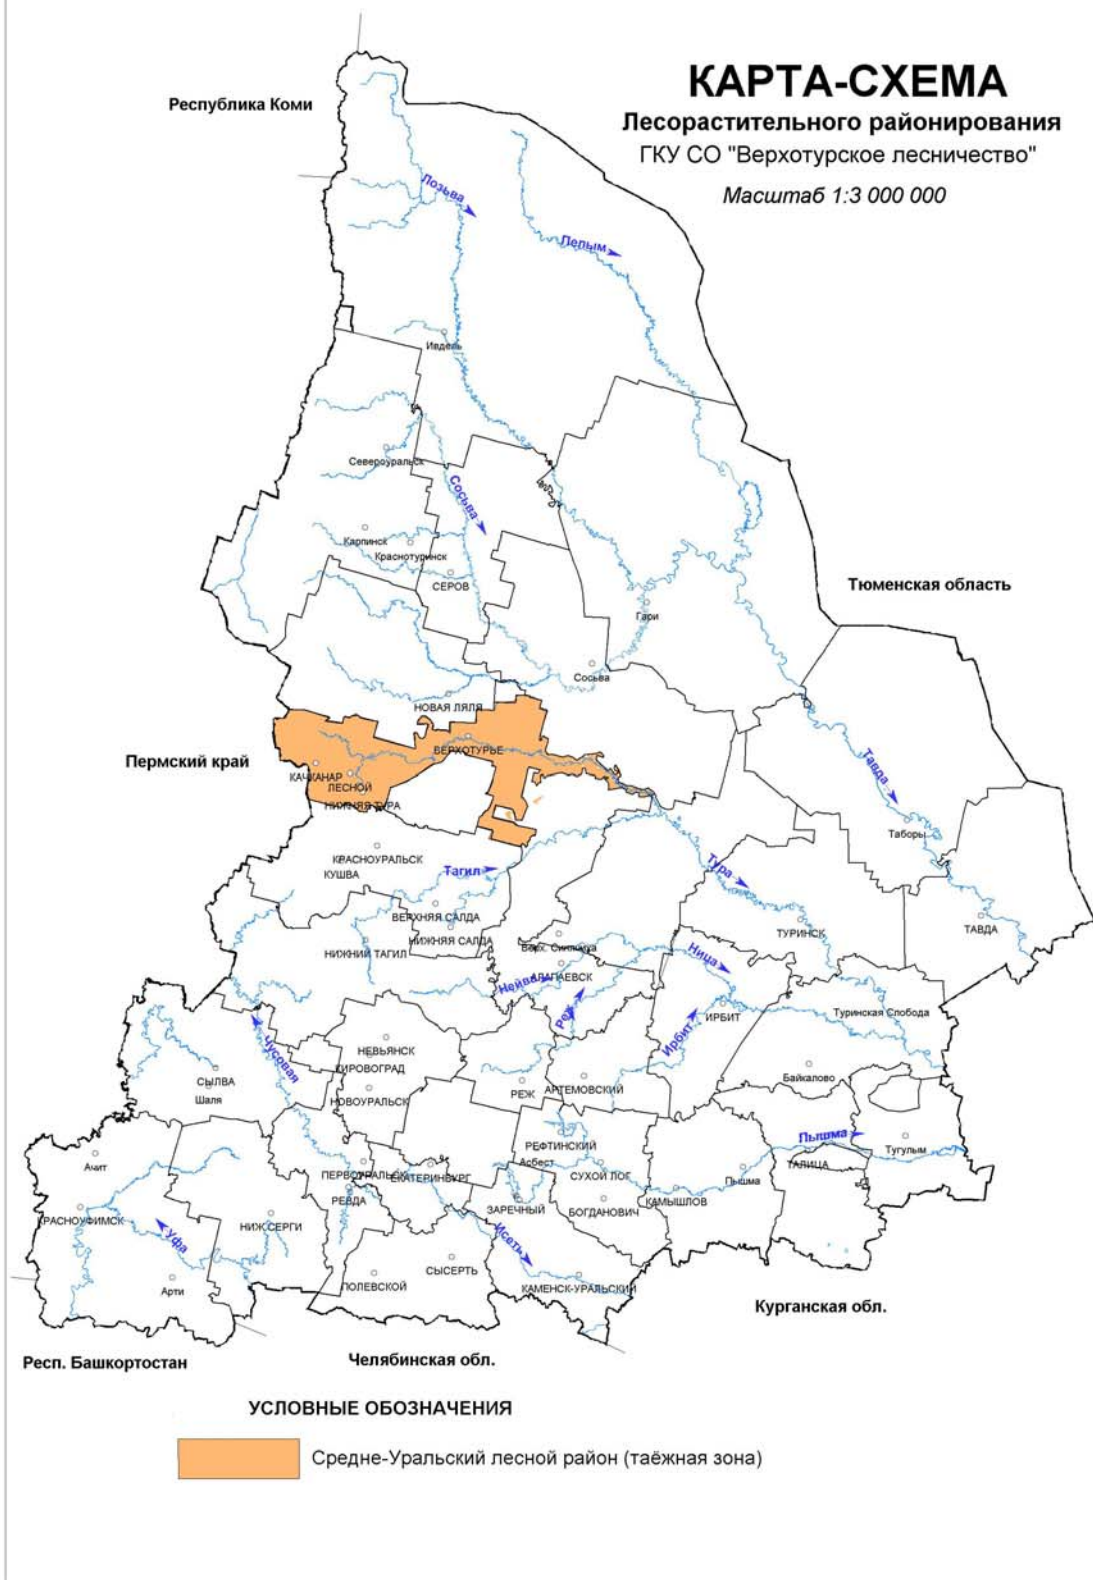 КАРТА-СХЕМА
Лесорастительного районирования
ГКУ СО "Верхотурское лесничество"
Масштаб 1:3 000 000
Республика Коми
Лозьва
Пелым
Ивдель
Североуральск
Сосьва
Карпинск
Краснотуринск
СЕРОВ
Тюменская область
Гари
Сосьва
НОВАЯ ЛЯЛЯ
ВЕРХОТУРЬЕ
Пермский край
КАЧКАНАР
ЛЕСНОЙ
НИЖНЯЯ ТУРА
Тавда
Таборы
КРАСНОУРАЛЬСК
КУШВА
Тагил
Тура
ВЕРХНЯЯ САЛДА
НИЖНЯЯ САЛДА
НИЖНИЙ ТАГИЛ
Верх. Синячиха
ТУРИНСК
ТАВДА
Ница
АЛАПАЕВСК
Нейва
Реж
Ирбит
ИРБИТ
Туринская Слобода
Чусовая
НЕВЬЯНСК
КИРОВОГРАД
НОВОУРАЛЬСК
СЫЛВА
Шаля
РЕЖ
АРТЕМОВСКИЙ
Байкалово
РЕФТИНСКИЙ
Асбест
СУХОЙ ЛОГ
Пышма
Тугулым
ТАЛИЦА
Ачит
ПЕРВОУРАЛЬСК
ЕКАТЕРИНБУРГ
РЕВДА
ЗАРЕЧНЫЙ
БОГДАНОВИЧ
КАМЫШЛОВ
Пышма
КРАСНОУФИМСК
Уфа
НИЖ.СЕРГИ
Исеть
Арти
ПОЛЕВСКОЙ
СЫСЕРТЬ
КАМЕНСК-УРАЛЬСКИЙ
Курганская обл.
Респ. Башкортостан
Челябинская обл.
УСЛОВНЫЕ ОБОЗНАЧЕНИЯ
Средне-Уральский лесной район (таёжная зона)